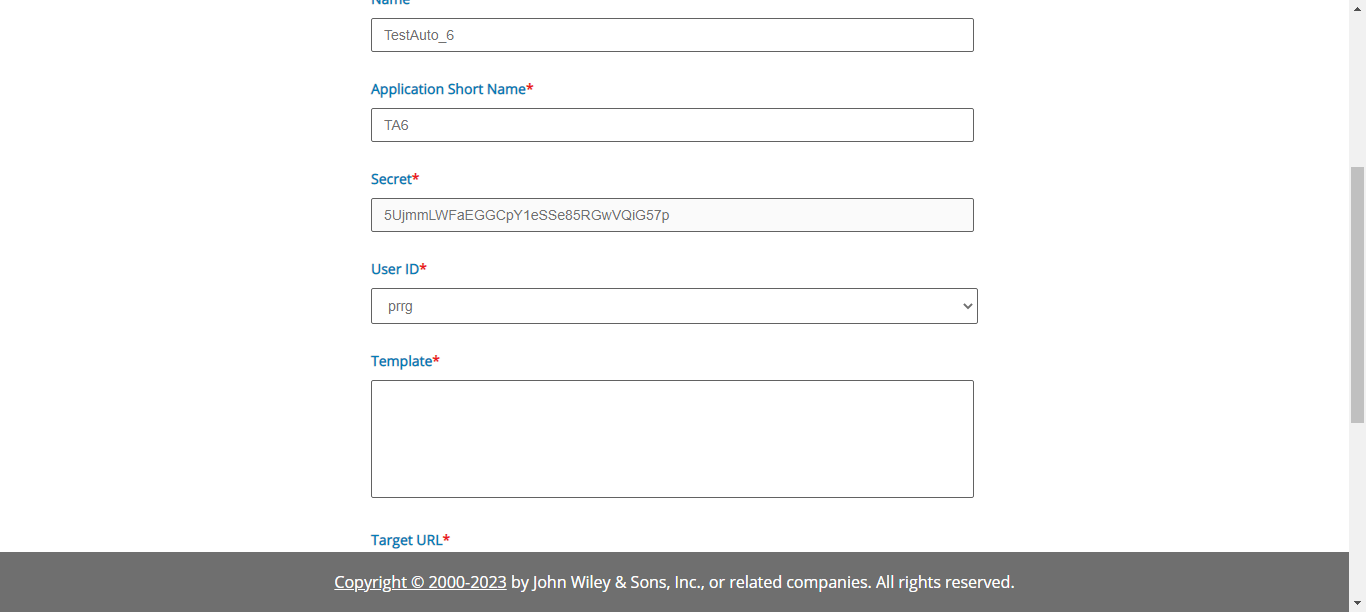 Name
TestAuto_6
Application Short Name*
TA6
Secret*
5UjmmLWFaEGGCpY1eSSe85RGwVQiG57p
User ID*
prrg
Template*
Target URL*
Copyright © 2000-2023 by John Wiley & Sons, Inc., or related companies. All rights reserved.